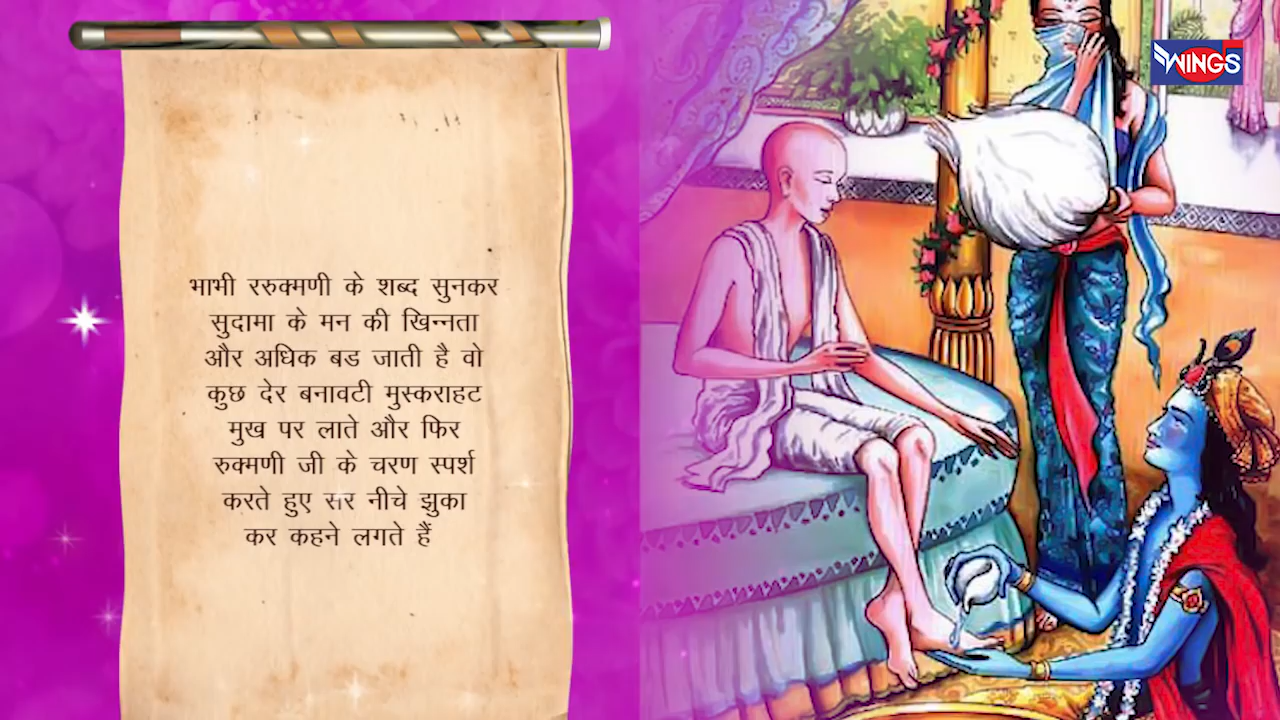 WINGS
भाभी ररुक्मणी के शब्द सुनकर
सुदामा के मन की खिन्नता
और अधिक बड जाती है वो
कुछ देर बनावटी मुस्कराहट
मुख पर लाते और फिर
रुक्मणी जी के चरण स्पर्श
करते हुए सर नीचे झुका
कर कहने लगते हैं